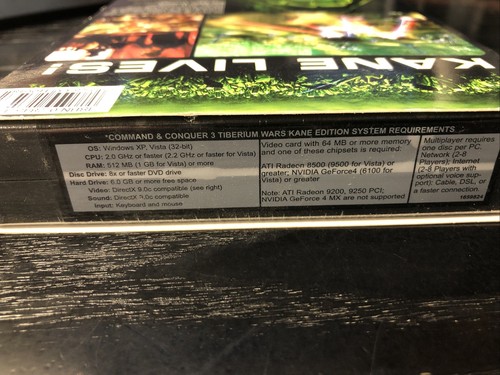 KANE LIVES!
*COMMAND & CONQUER 3 TIBERIUM WARS KANE EDITION SYSTEM REQUIREMENTS
OS: Windows XP, Vista (32-bit)
CPU: 2.0 GHz or faster (2.2 GHz or faster for Vista)
RAM: 512 MB (1 GB for Vista) or more
Disc Drive: 8x or faster DVD drive
Hard Drive: 6.0 GB or more free space
Video: DirectX 9.0c compatible (see right)
Sound: DirectX 9.0c compatible
Input: Keyboard and mouse
Video card with 64 MB or more memory
and one of these chipsets is required:
ATI Radeon 8500 (9500 for Vista) or
greater; NVIDIA GeForce4 (6100 for
Vista) or greater
Note: ATI Radeon 9200, 9250 PCI;
NVIDIA GeForce 4 MX are not supported
Multiplayer requires
one disc per PC.
Network (2-8
Players); Internet
(2-8 Players with
optional voice sup-
port): Cable, DSL, or
a faster connection.